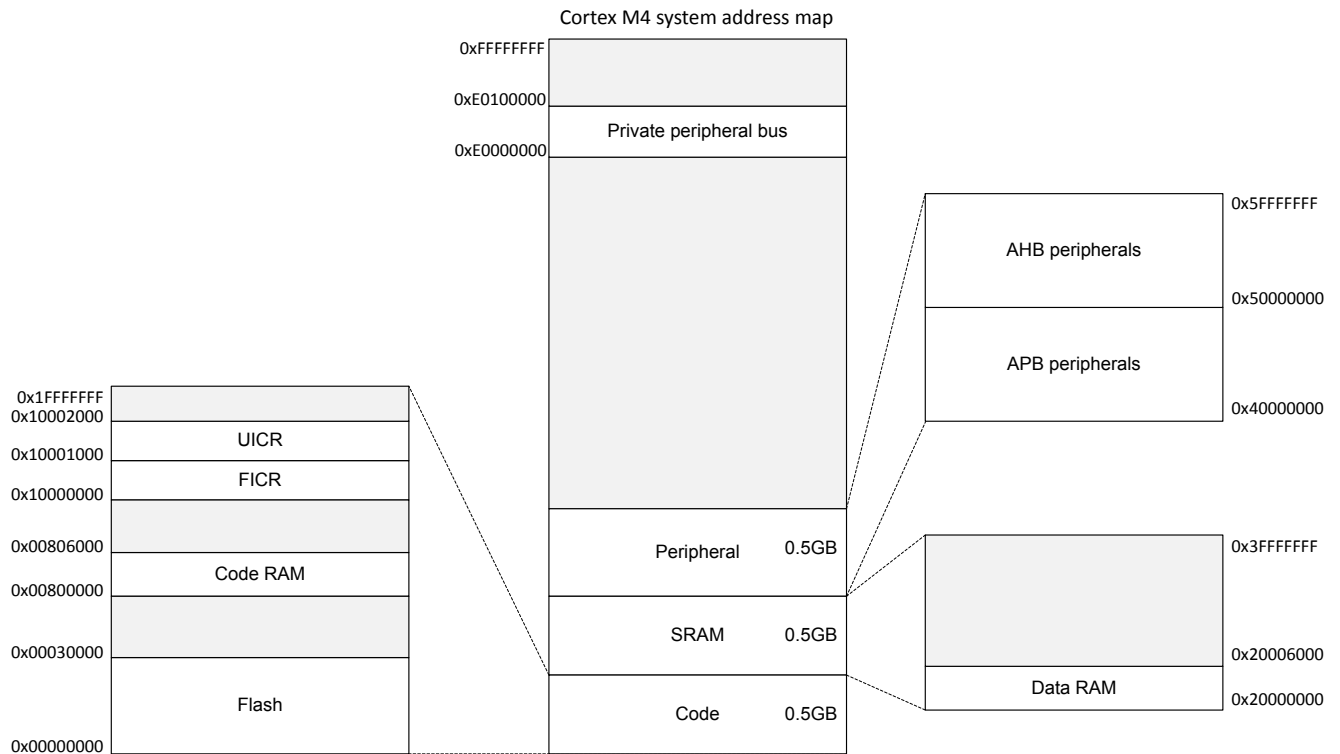 Cortex M4 system address map
0xFFFFFFFF
0xE0100000
Private peripheral bus
0xE0000000
0x5FFFFFFF
AHB peripherals
0x50000000
APB peripherals
0x40000000
0x1FFFFFFF
0x10002000
UICR
0x10001000
FICR
0x10000000
0x00806000
Code RAM
0x00800000
0x00030000
Flash
0x00000000
Peripheral 0.5GB
SRAM 0.5GB
Code 0.5GB
0x3FFFFFFF
0x20006000
Data RAM
0x20000000